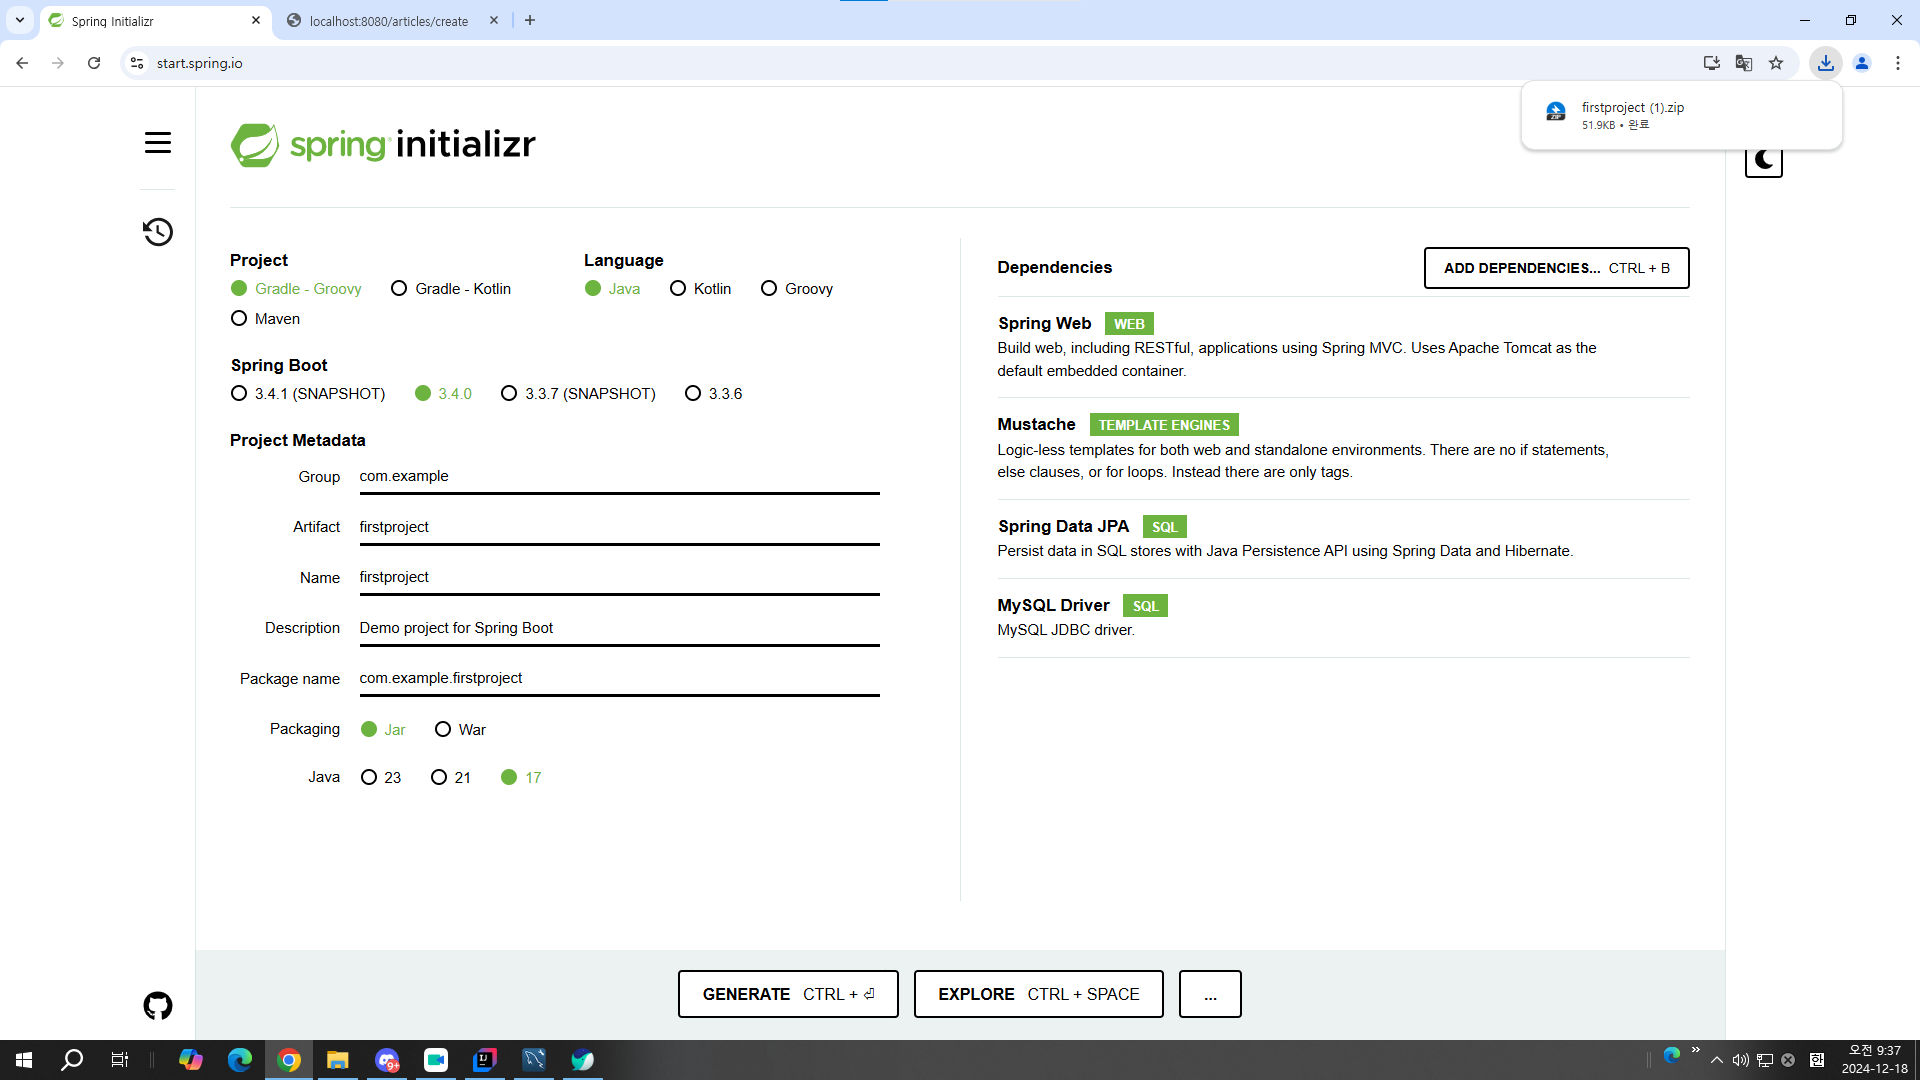 Spring Initializr
localhost:8080/articles/create
start.spring.io
firstproject (1).zip
51.9KB • 완료
spring initializr
Project
Gradle - Groovy
Gradle - Kotlin
Maven
Language
Java
Kotlin
Groovy
Spring Boot
3.4.1 (SNAPSHOT)
3.4.0
3.3.7 (SNAPSHOT)
3.3.6
Project Metadata
Group
com.example
Artifact
firstproject
Name
firstproject
Description
Demo project for Spring Boot
Package name
com.example.firstproject
Packaging
Jar
War
Java
23
21
17
Dependencies
ADD DEPENDENCIES... CTRL + B
Spring Web WEB
Build web, including RESTful, applications using Spring MVC. Uses Apache Tomcat as the
default embedded container.
Mustache TEMPLATE ENGINES
Logic-less templates for both web and standalone environments. There are no if statements,
else clauses, or for loops. Instead there are only tags.
Spring Data JPA SQL
Persist data in SQL stores with Java Persistence API using Spring Data and Hibernate.
MySQL Driver SQL
MySQL JDBC driver.
GENERATE CTRL + ⏎
EXPLORE CTRL + SPACE
...
9+
IJ
한
오전 9:37
2024-12-18